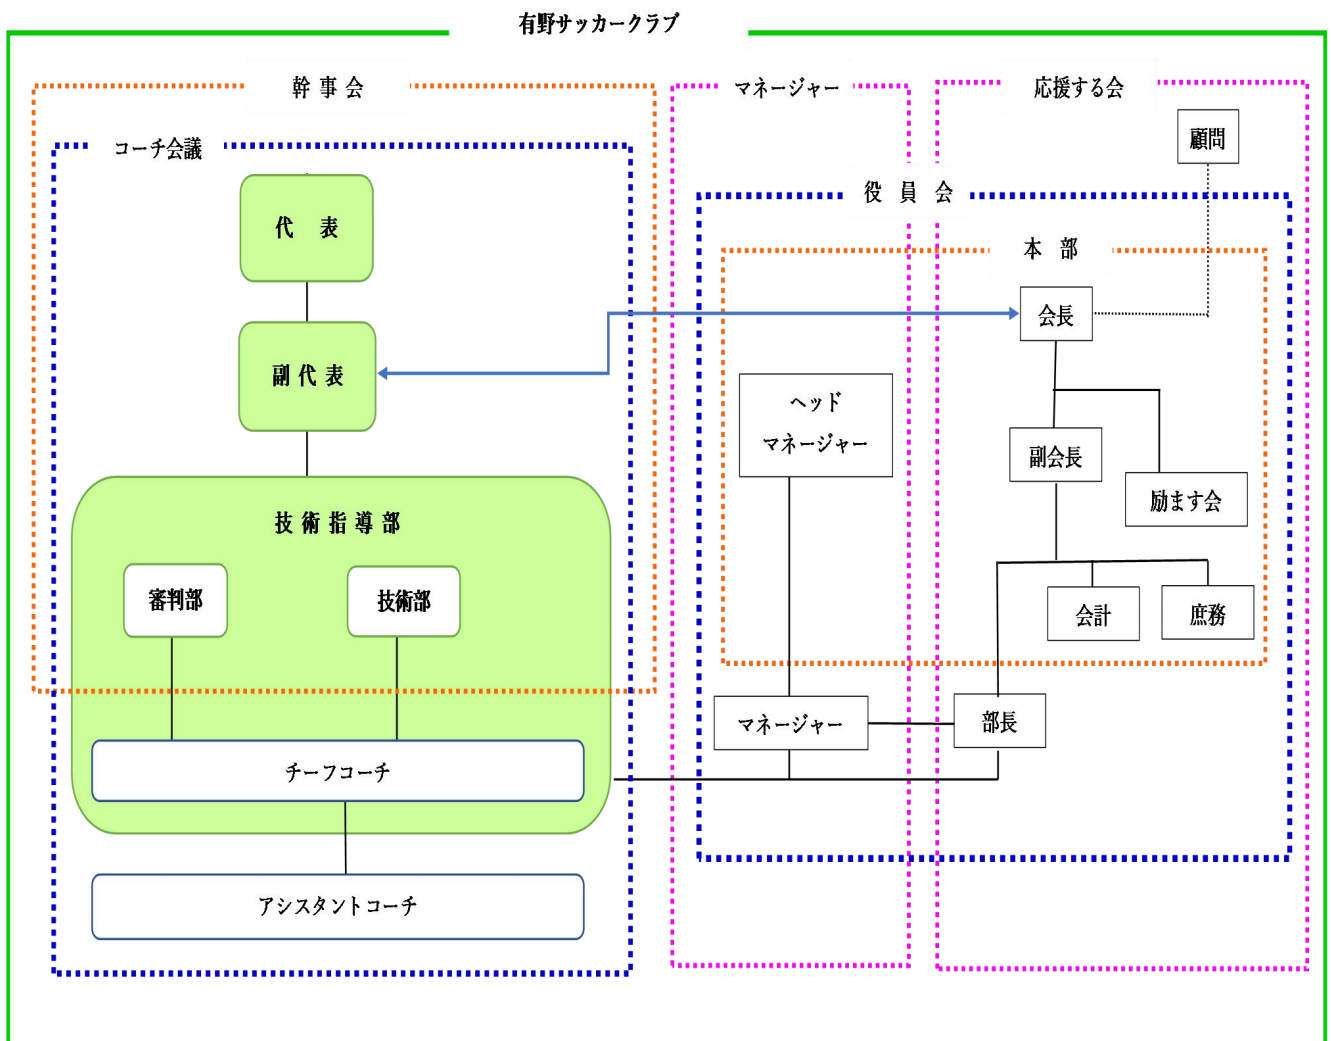 有野サッカークラブ
幹事会
マネージャー
応援する会
コーチ会議
顧問
役員会
代表
本部
会長
副代表
ヘッド
マネージャー
副会長
励ます会
技術指導部
審判部
技術部
会計
庶務
マネージャー
部長
チーフコーチ
アシスタントコーチ